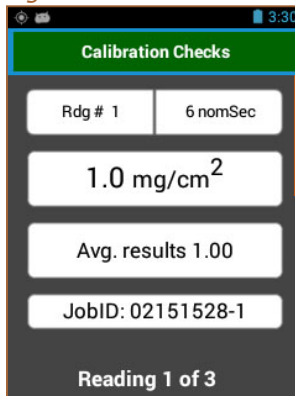 3:30
Calibration Checks
Rdg # 1 6 nomSec
1.0 mg/cm²
Avg. results 1.00
JobID: 02151528-1
Reading 1 of 3